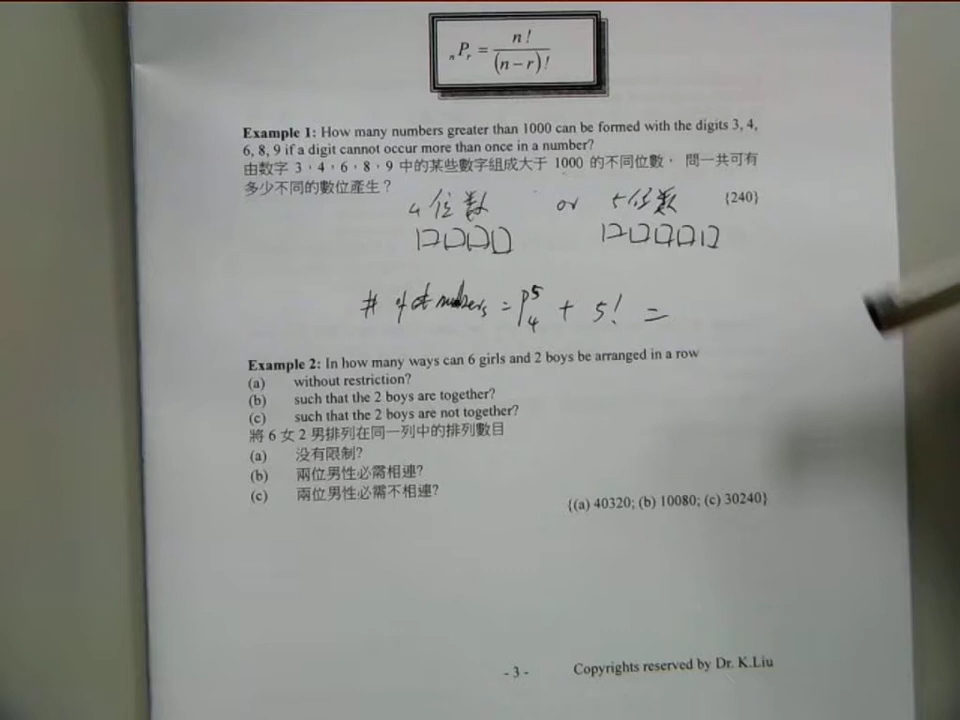 nPr = n! / (n−r)!
Example 1: How many numbers greater than 1000 can be formed with the digits 3, 4,
6, 8, 9 if a digit cannot occur more than once in a number?
由数字 3，4，6，8，9 中的某些數字組成大于 1000 的不同位數， 問一共可有
多少不同的數位產生？
4 位数 or 5 位数 {240}
# of numbers = P⁵₄ + 5! =
Example 2: In how many ways can 6 girls and 2 boys be arranged in a row
(a) without restriction?
(b) such that the 2 boys are together?
(c) such that the 2 boys are not together?
將 6 女 2 男排列在同一列中的排列數目
(a) 没有限制?
(b) 兩位男性必需相連?
(c) 兩位男性必需不相連?
{(a) 40320; (b) 10080; (c) 30240}
- 3 - Copyrights reserved by Dr. K.Liu